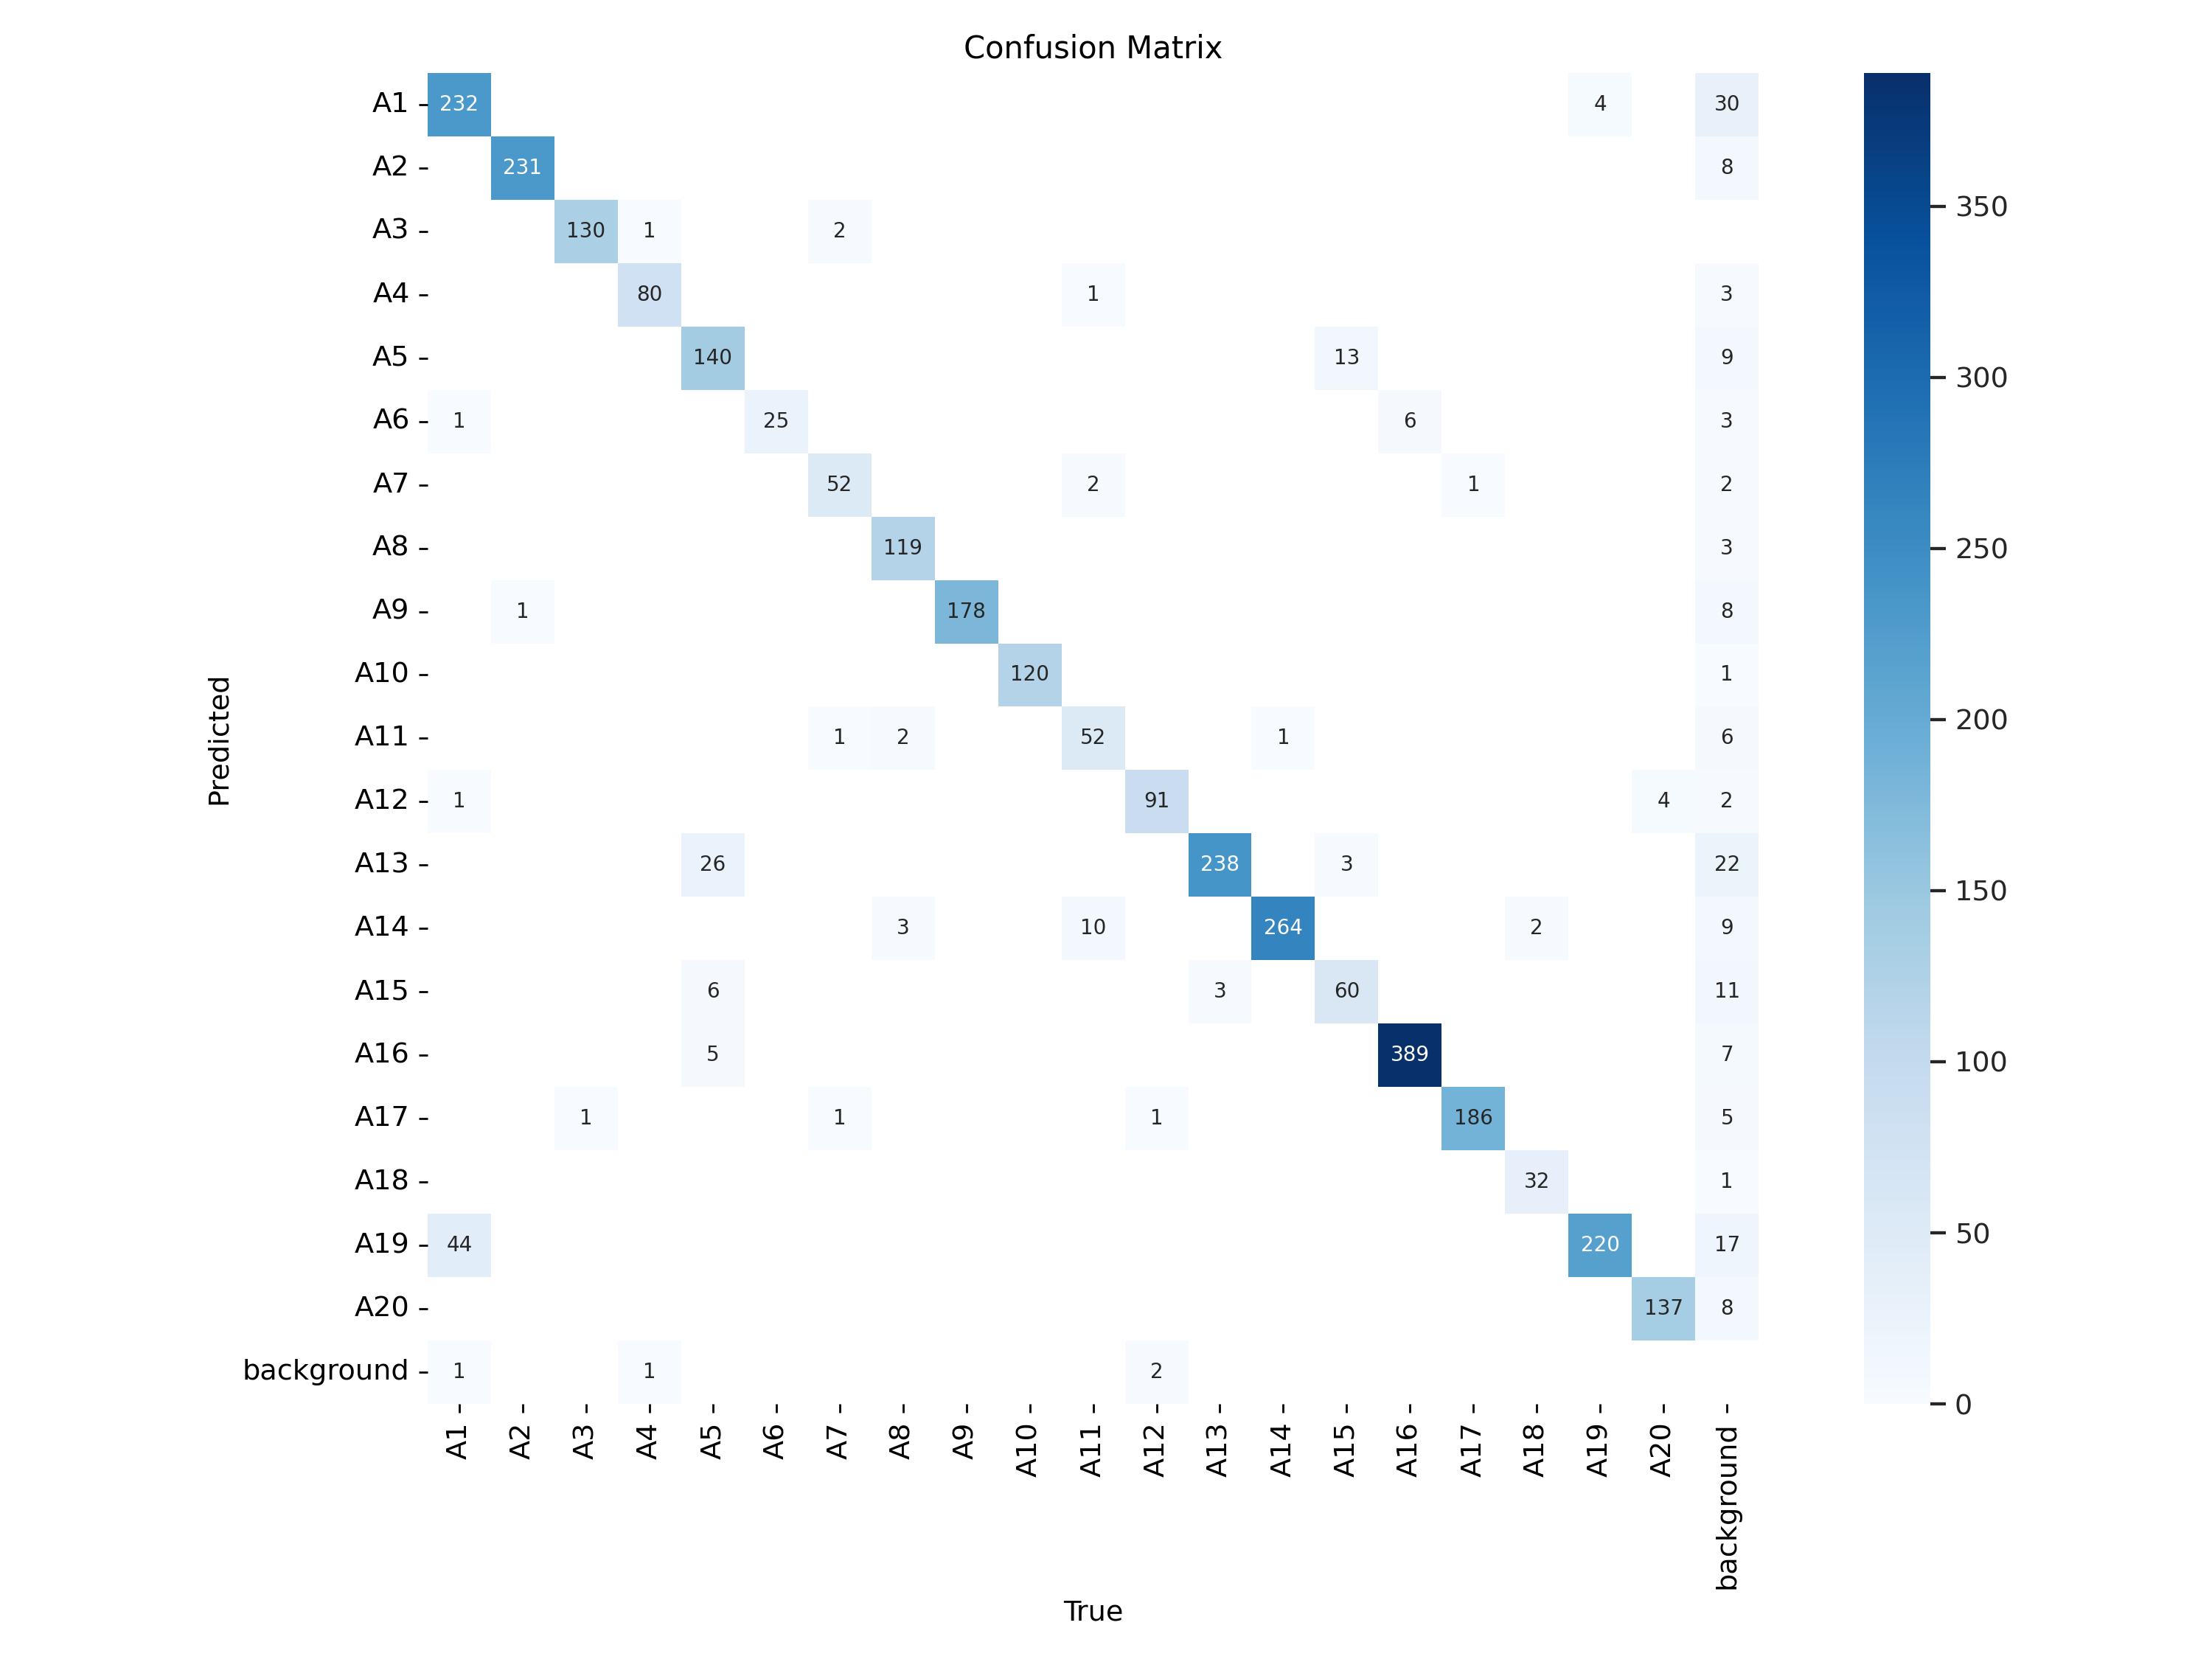 Confusion Matrix
A1 232 4 30
A2 231 8
A3 130 1 2
350
A4 80 1 3
A5 140 13 9
300
A6 1 25 6 3
A7 52 2 1 2
A8 119 3
250
A9 1 178 8
A10 120 1
200
Predicted
A11 1 2 52 1 6
A12 1 91 4 2
A13 26 238 3 22
150
A14 3 10 264 2 9
A15 6 3 60 11
A16 5 389 7
100
A17 1 1 1 186 5
A18 32 1
A19 44 220 17
50
A20 137 8
background 1 1 2
0
A1 A2 A3 A4 A5 A6 A7 A8 A9 A10 A11 A12 A13 A14 A15 A16 A17 A18 A19 A20 background
True